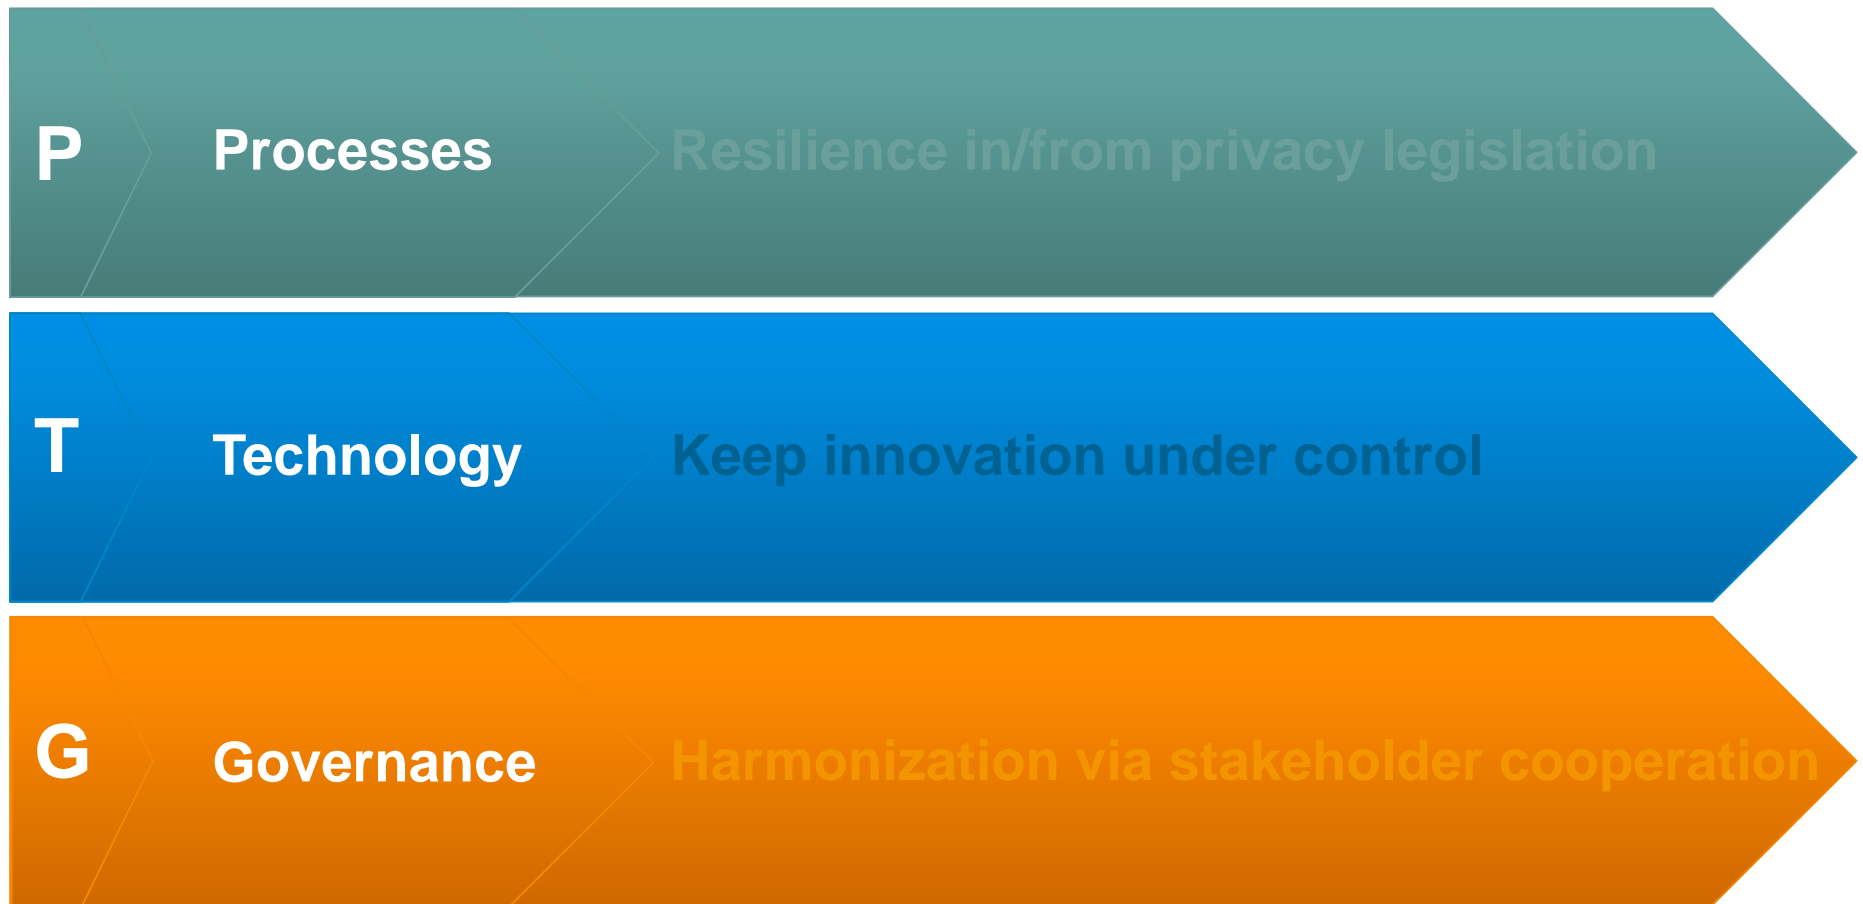 P
Processes
Resilience in/from privacy legislation
T
Technology
Keep innovation under control
G
Governance
Harmonization via stakeholder cooperation